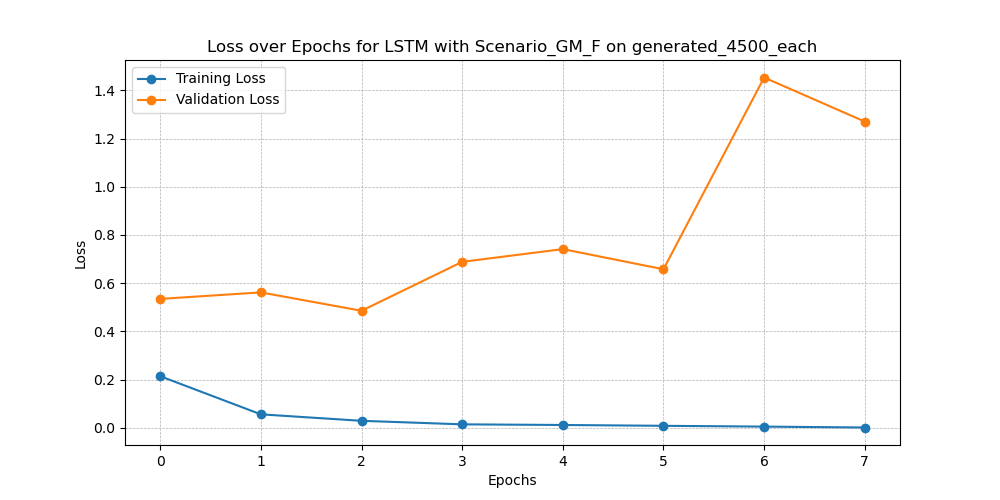 Loss over Epochs for LSTM with Scenario_GM_F on generated_4500_each
Training Loss
Validation Loss
1.4
1.2
1.0
0.8
0.6
0.4
0.2
0.0
Loss
0 1 2 3 4 5 6 7
Epochs